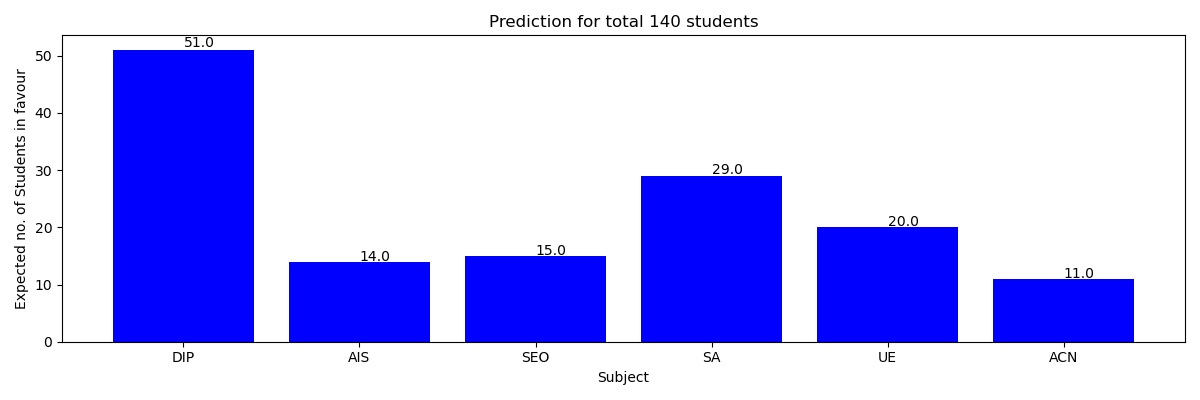 Prediction for total 140 students
Expected no. of Students in favour
50
40
30
20
10
0
51.0
14.0
15.0
29.0
20.0
11.0
DIP
AIS
SEO
SA
UE
ACN
Subject